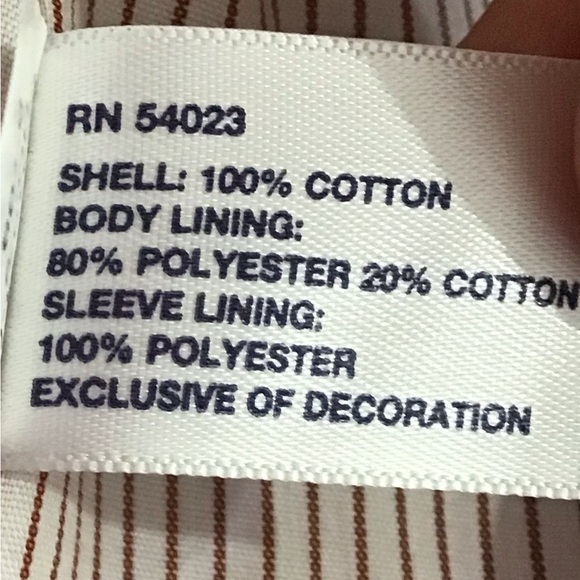 RN 54023
SHELL: 100% COTTON
BODY LINING:
80% POLYESTER 20% COTTON
SLEEVE LINING:
100% POLYESTER
EXCLUSIVE OF DECORATION